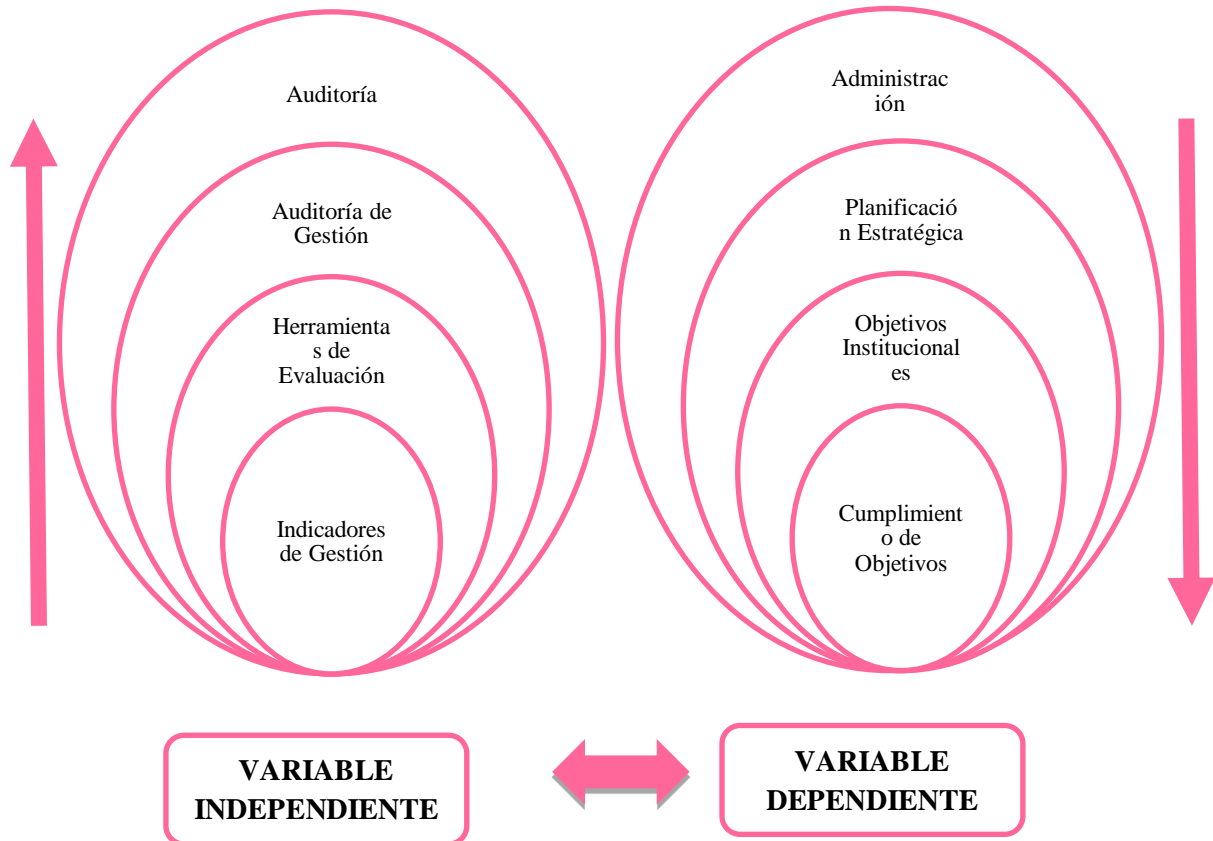 Auditoría
Auditoría de
Gestión
Herramienta
s de
Evaluación
Indicadores
de Gestión
Administrac
ión
Planificació
n Estratégica
Objetivos
Institucional
es
Cumplimient
o de
Objetivos
VARIABLE
INDEPENDIENTE
VARIABLE
DEPENDIENTE